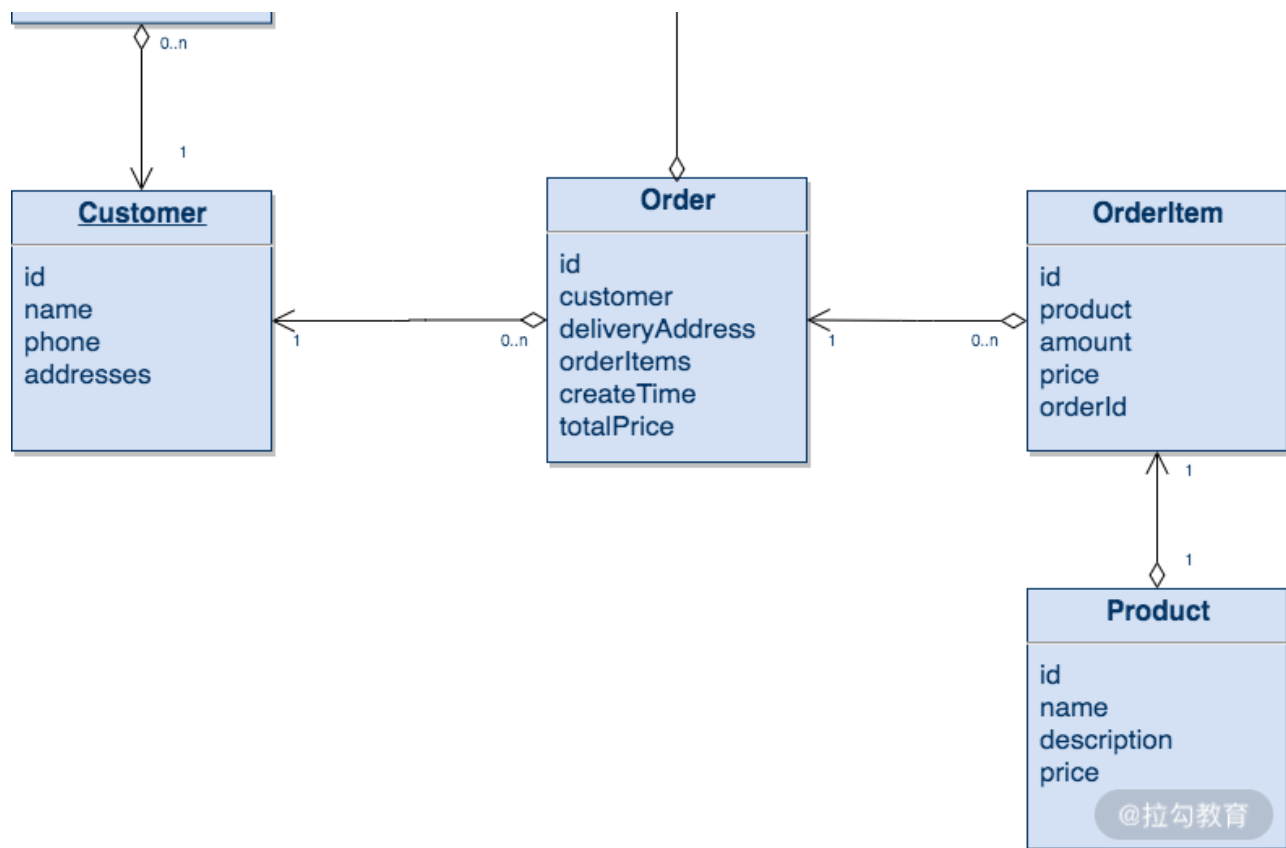 0..n
1
Customer
id
name
phone
addresses
1
0..n
Order
id
customer
deliveryAddress
orderItems
createTime
totalPrice
1
0..n
OrderItem
id
product
amount
price
orderId
1
1
Product
id
name
description
price
@拉勾教育